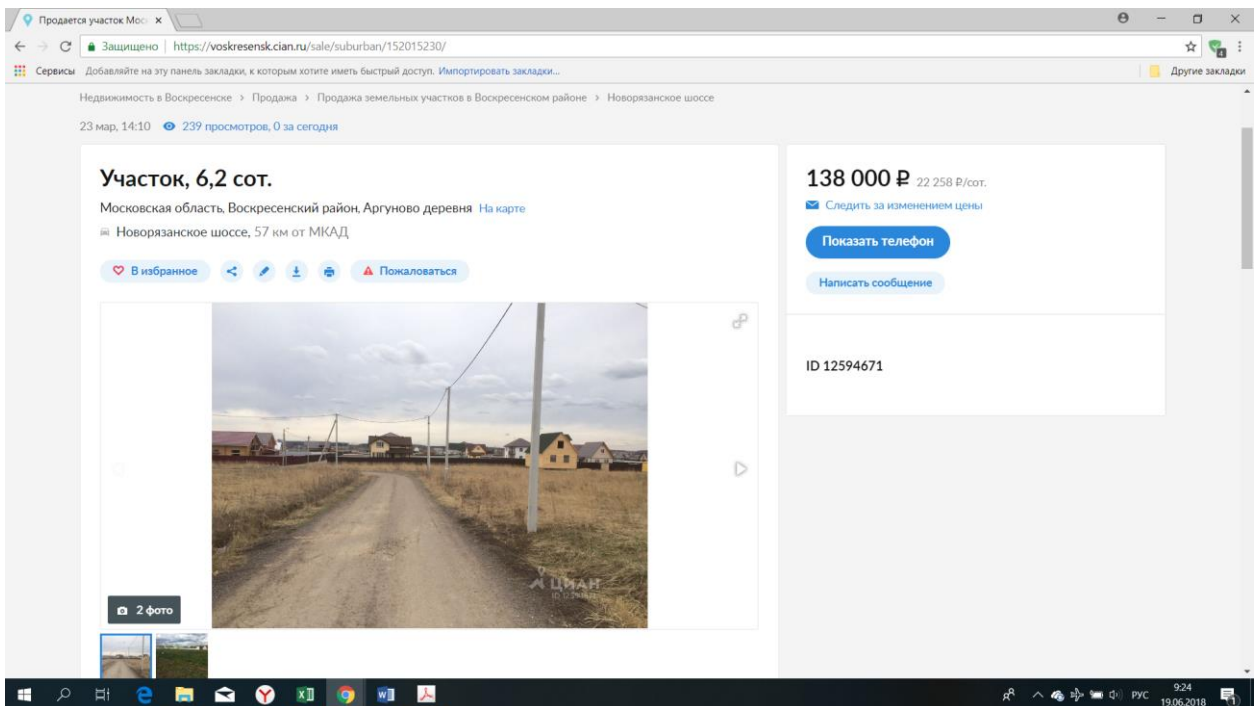 Продается участок Мос
Защищено
https://voskresensk.cian.ru/sale/suburban/152015230/
Сервисы
Добавляйте на эту панель закладки, к которым хотите иметь быстрый доступ. Импортировать закладки...
Другие закладки
Недвижимость в Воскресенске > Продажа > Продажа земельных участков в Воскресенском районе > Новорязанское шоссе
23 мар, 14:10 239 просмотров, 0 за сегодня
Участок, 6,2 сот.
Московская область, Воскресенский район, Аргуново деревня На карте
Новорязанское шоссе, 57 км от МКАД
В избранное
Пожаловаться
138 000 ₽ 22 258 ₽/сот.
Следить за изменением цены
Показать телефон
Написать сообщение
ID 12594671
ЦИАН
2 фото
РУС
9:24
19.06.2018